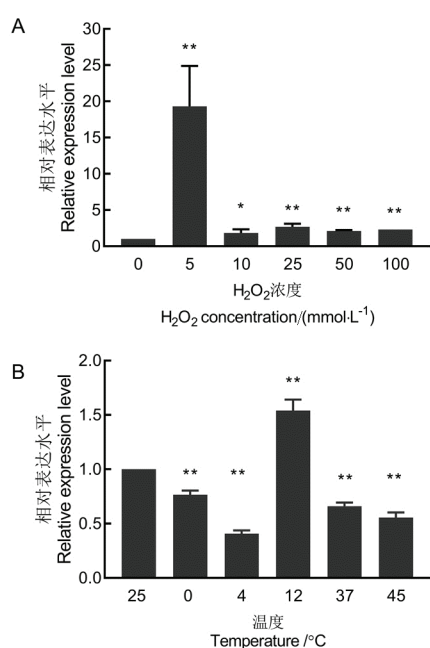 A
相对表达水平
Relative expression level
30
25
20
15
10
5
0
**
*
**
**
**
0 5 10 25 50 100
H₂O₂浓度
H₂O₂ concentration/(mmol·L⁻¹)
B
相对表达水平
Relative expression level
2.0
1.5
1.0
0.5
0.0
**
**
**
**
**
25 0 4 12 37 45
温度
Temperature /°C